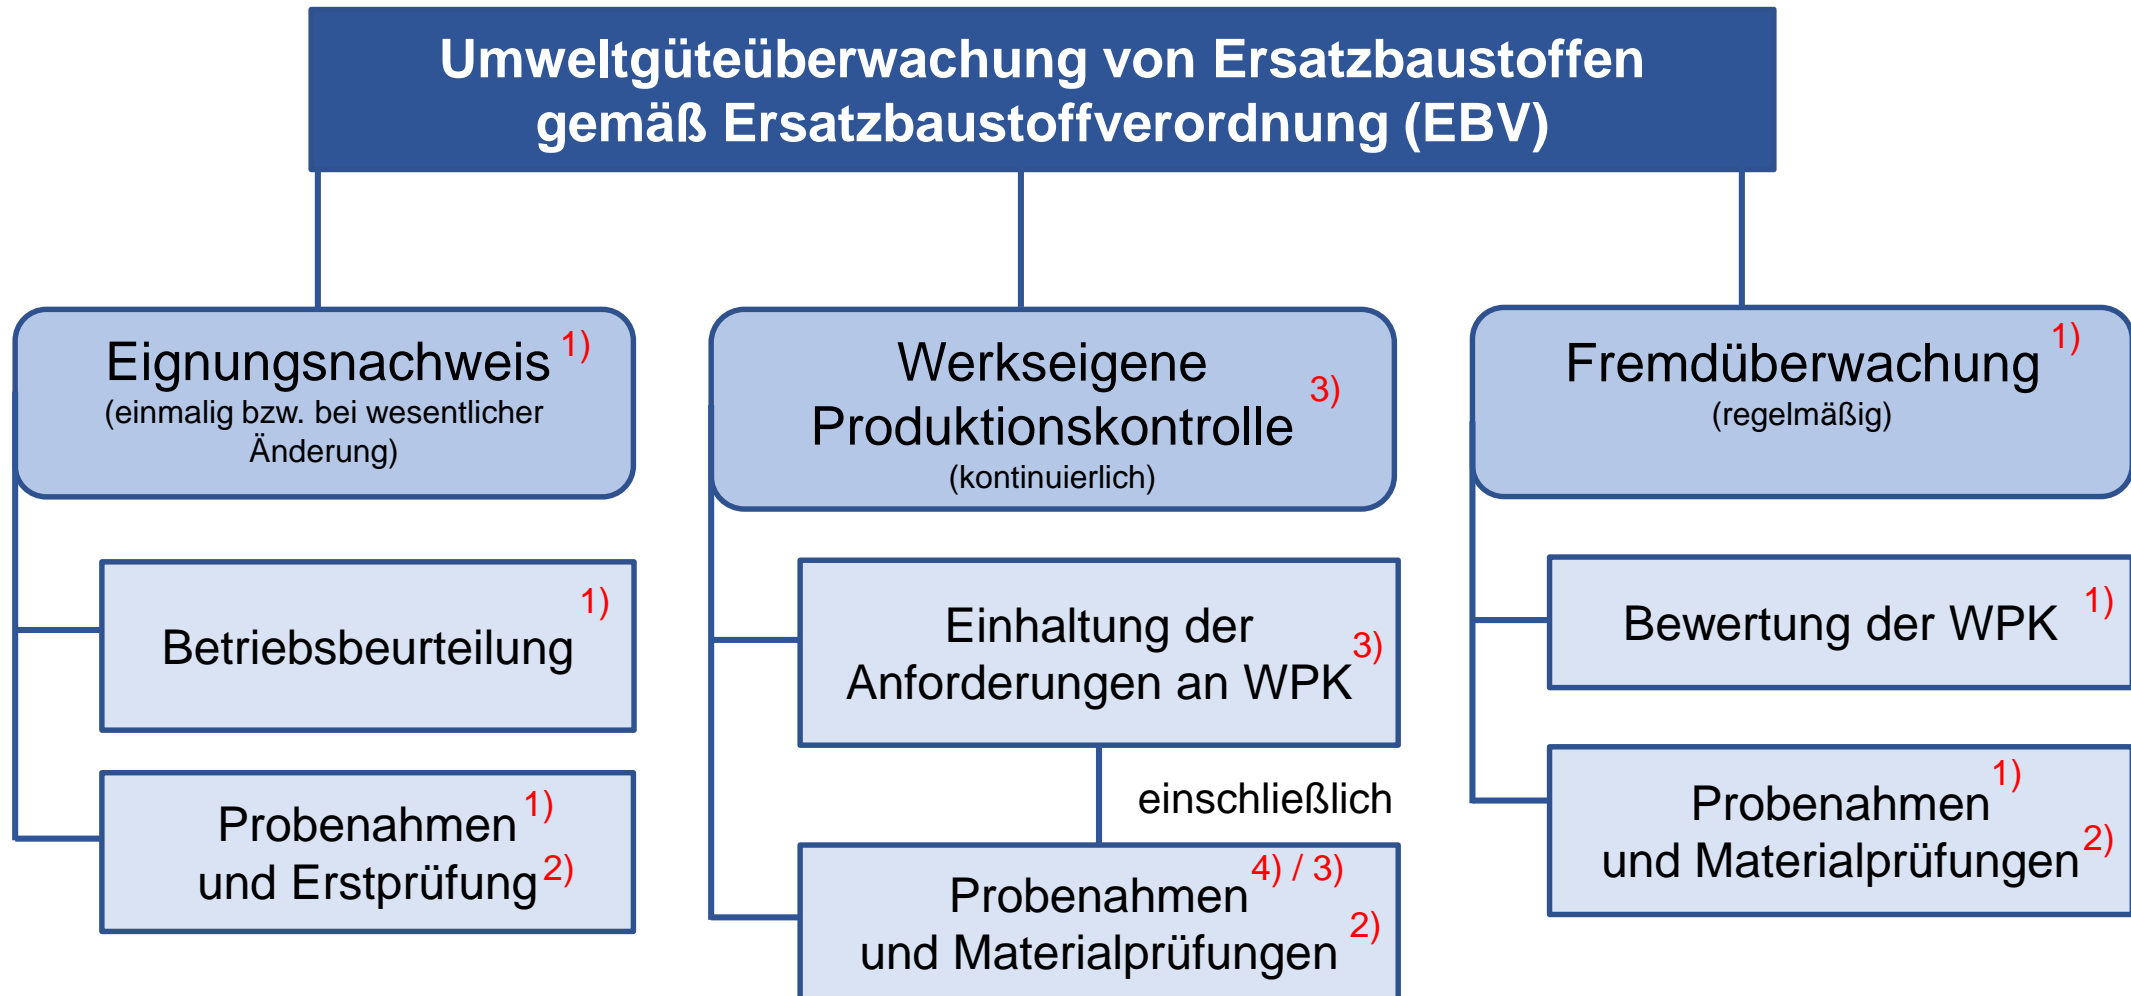 Umweltgüteüberwachung von Ersatzbaustoffen
gemäß Ersatzbaustoffverordnung (EBV)
Eignungsnachweis 1)
(einmalig bzw. bei wesentlicher
Änderung)
Betriebsbeurteilung 1)
Probenahmen 1)
und Erstprüfung 2)
Werkseigene
Produktionskontrolle 3)
(kontinuierlich)
Einhaltung der
Anforderungen an WPK 3)
einschließlich
Probenahmen 4) / 3)
und Materialprüfungen 2)
Fremdüberwachung 1)
(regelmäßig)
Bewertung der WPK 1)
Probenahmen 1)
und Materialprüfungen 2)